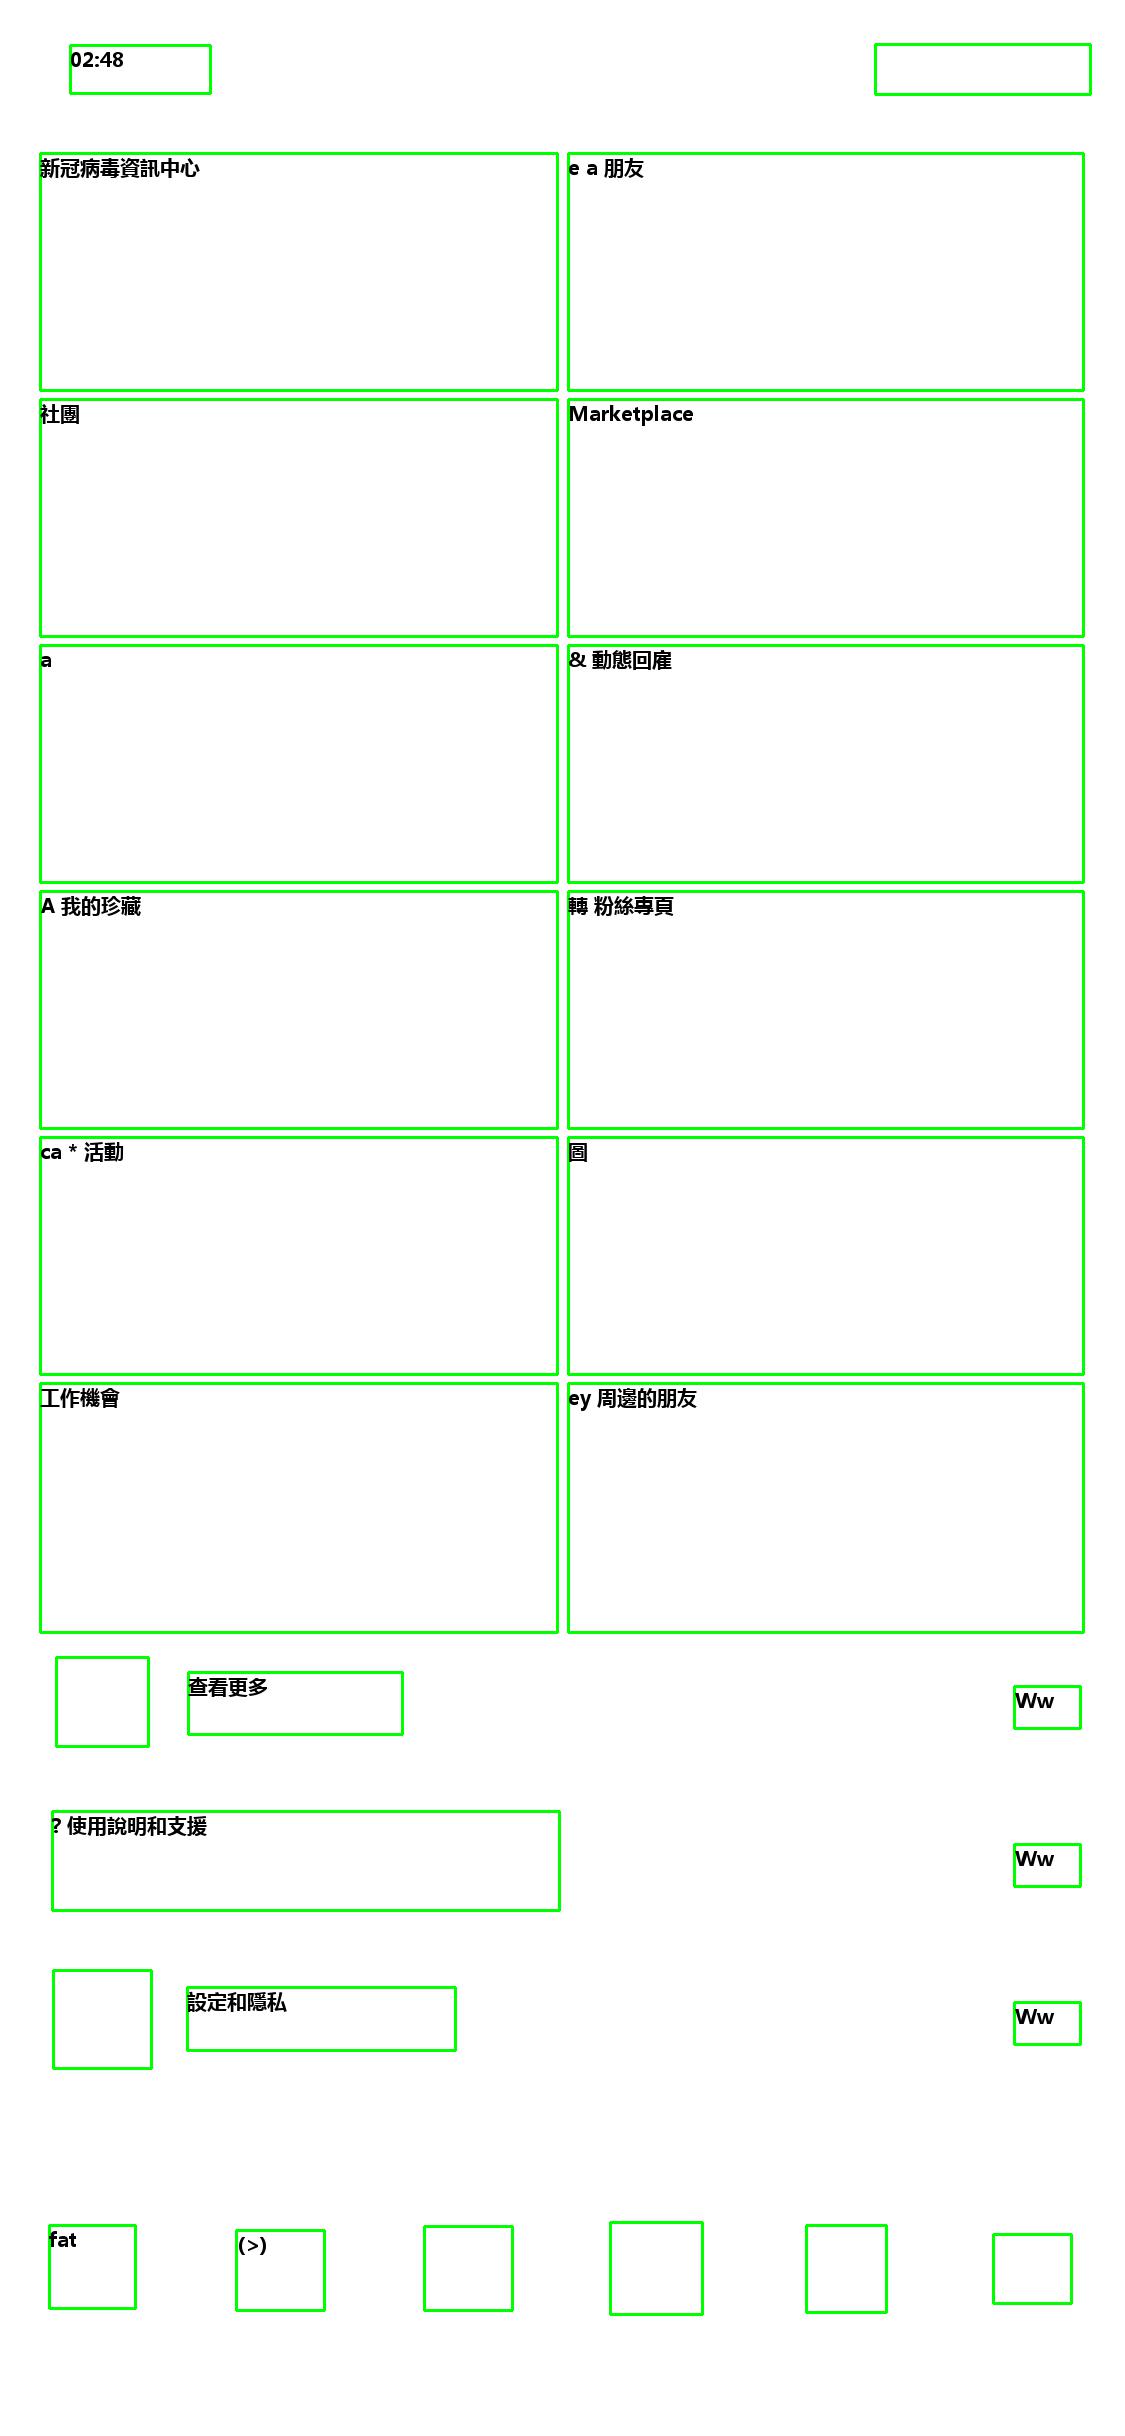 02:48
新冠病毒資訊中心
e a 朋友
社團
Marketplace
a
& 動態回雇
A 我的珍藏
轉 粉絲專頁
ca * 活動
圄
工作機會
ey 周邊的朋友
查看更多
Ww
? 使用說明和支援
Ww
設定和隱私
Ww
fat
(>)